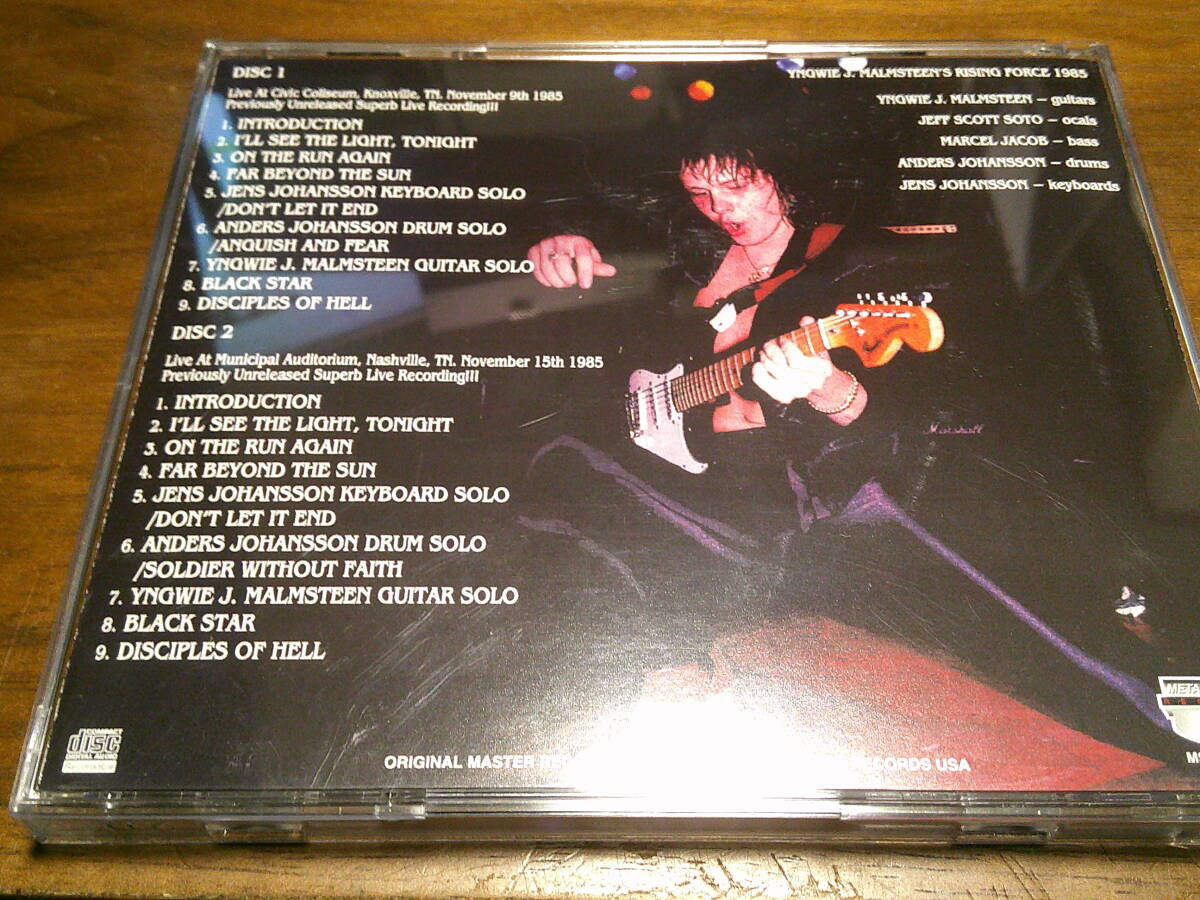 DISC 1
Live At Civic Coliseum, Knoxville, TN. November 9th 1985
Previously Unreleased Superb Live Recording!!!
1. INTRODUCTION
2. I'LL SEE THE LIGHT, TONIGHT
3. ON THE RUN AGAIN
4. FAR BEYOND THE SUN
5. JENS JOHANSSON KEYBOARD SOLO
/DON'T LET IT END
6. ANDERS JOHANSSON DRUM SOLO
/ANGUISH AND FEAR
7. YNGWIE J. MALMSTEEN GUITAR SOLO
8. BLACK STAR
9. DISCIPLES OF HELL
DISC 2
Live At Municipal Auditorium, Nashville, TN. November 15th 1985
Previously Unreleased Superb Live Recording!!!
1. INTRODUCTION
2. I'LL SEE THE LIGHT, TONIGHT
3. ON THE RUN AGAIN
4. FAR BEYOND THE SUN
5. JENS JOHANSSON KEYBOARD SOLO
/DON'T LET IT END
6. ANDERS JOHANSSON DRUM SOLO
/SOLDIER WITHOUT FAITH
7. YNGWIE J. MALMSTEEN GUITAR SOLO
8. BLACK STAR
9. DISCIPLES OF HELL
YNGWIE J. MALMSTEEN'S RISING FORCE 1985
YNGWIE J. MALMSTEEN – guitars
JEFF SCOTT SOTO – ocals
MARCEL JACOB – bass
ANDERS JOHANSSON – drums
JENS JOHANSSON – keyboards
Marshall
COMPACT
disc
DIGITAL AUDIO
ORIGINAL MASTER RECORDS USA
META